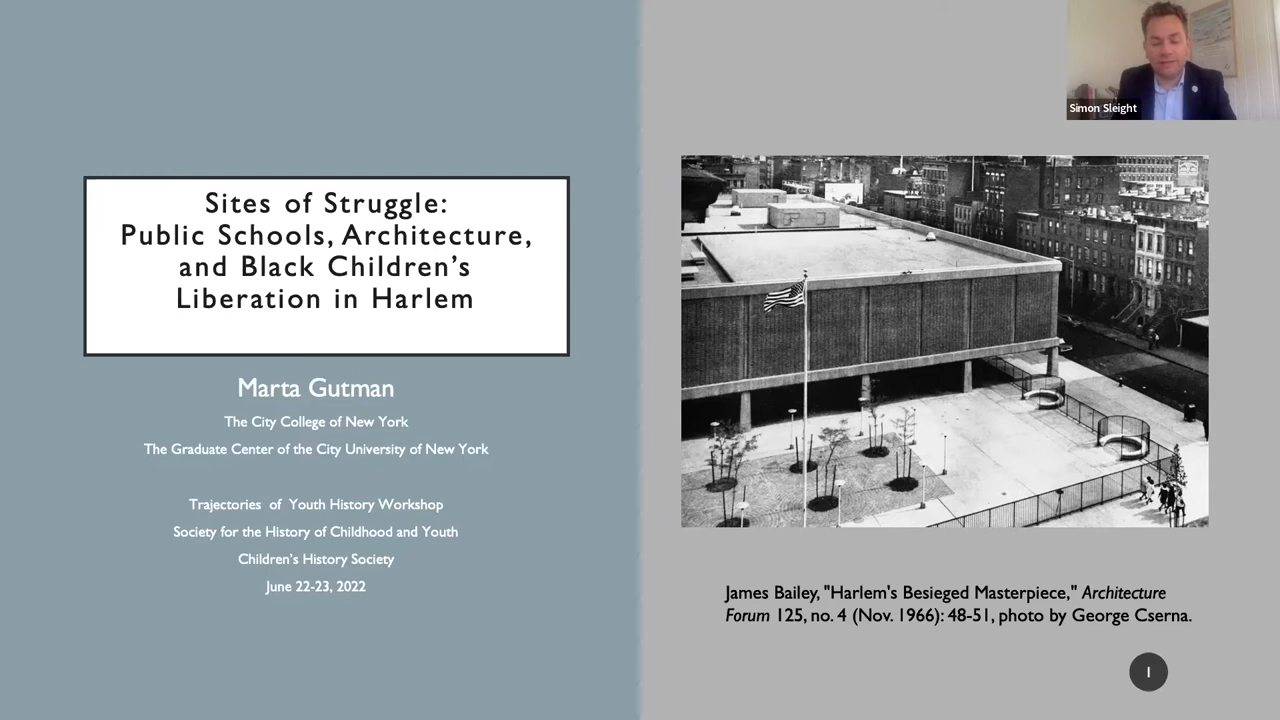 Simon Sleight
Sites of Struggle:
Public Schools, Architecture,
and Black Children’s
Liberation in Harlem
Marta Gutman
The City College of New York
The Graduate Center of the City University of New York
Trajectories of Youth History Workshop
Society for the History of Childhood and Youth
Children’s History Society
June 22-23, 2022
James Bailey, "Harlem's Besieged Masterpiece," Architecture
Forum 125, no. 4 (Nov. 1966): 48-51, photo by George Cserna.
1